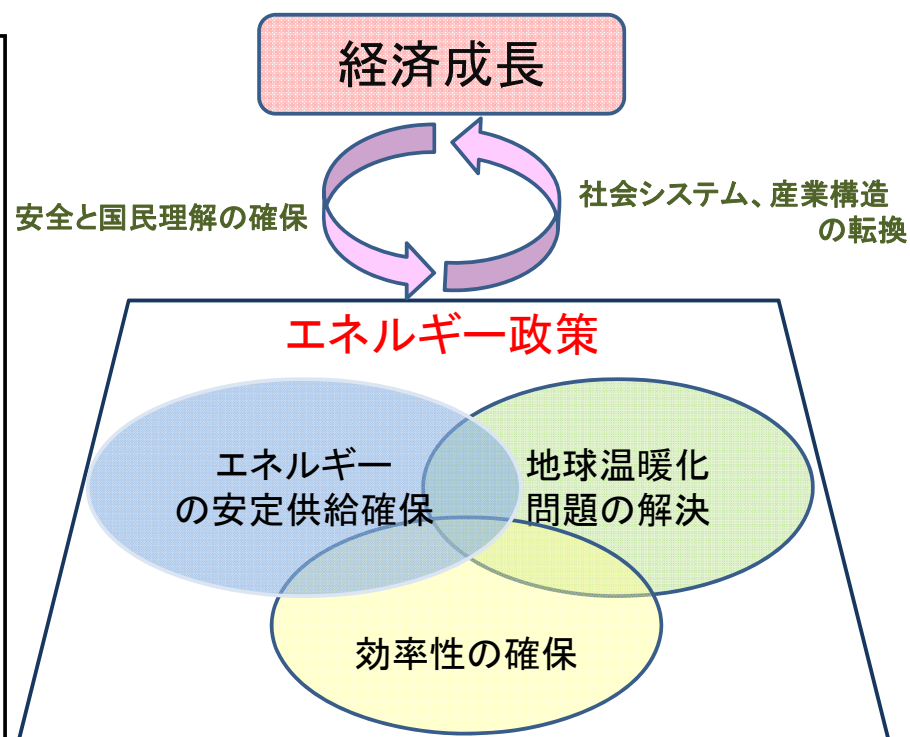 経済成長
安全と国民理解の確保
社会システム、産業構造
の転換
エネルギー政策
エネルギー
の安定供給確保
地球温暖化
問題の解決
効率性の確保